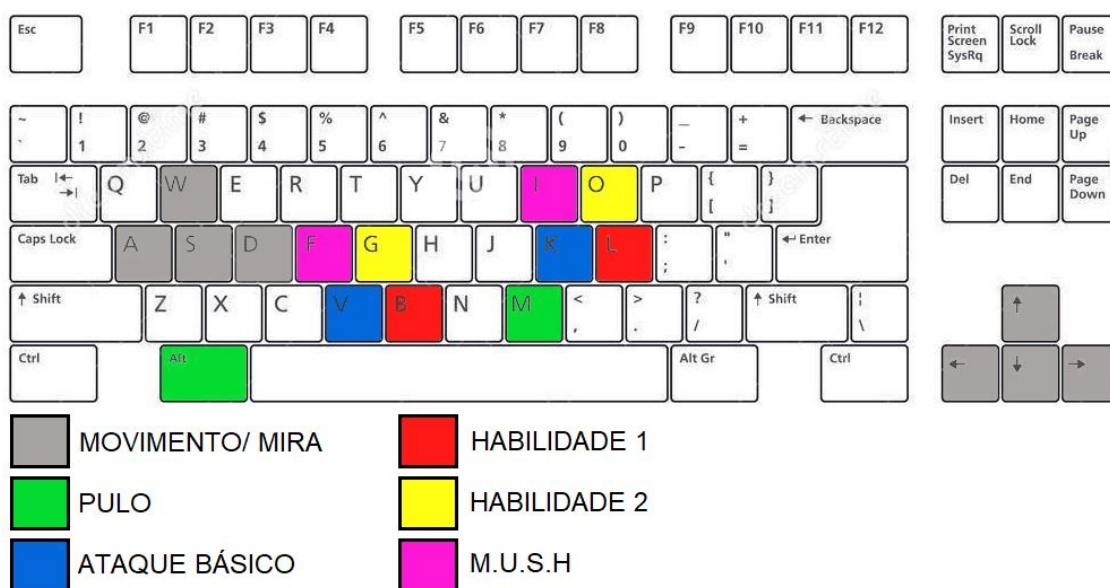 Esc F1 F2 F3 F4 F5 F6 F7 F8 F9 F10 F11 F12 Print Screen SysRq Scroll Lock Pause Break
~ ! @ # $ % ^ & * ( ) _ + ← Backspace Insert Home Page Up
` 1 2 3 4 5 6 7 8 9 0 - =
Tab Q W E R T Y U I O P { } Del End Page Down
[ ]
Caps Lock A S D F G H J K L : " ↵ Enter
; '
↑ Shift Z X C V B N M < > ? ↑ Shift ¦ ↑
, . / \
Ctrl Alt Alt Gr Ctrl ← ↓ →
MOVIMENTO/ MIRA HABILIDADE 1
PULO HABILIDADE 2
ATAQUE BÁSICO M.U.S.H